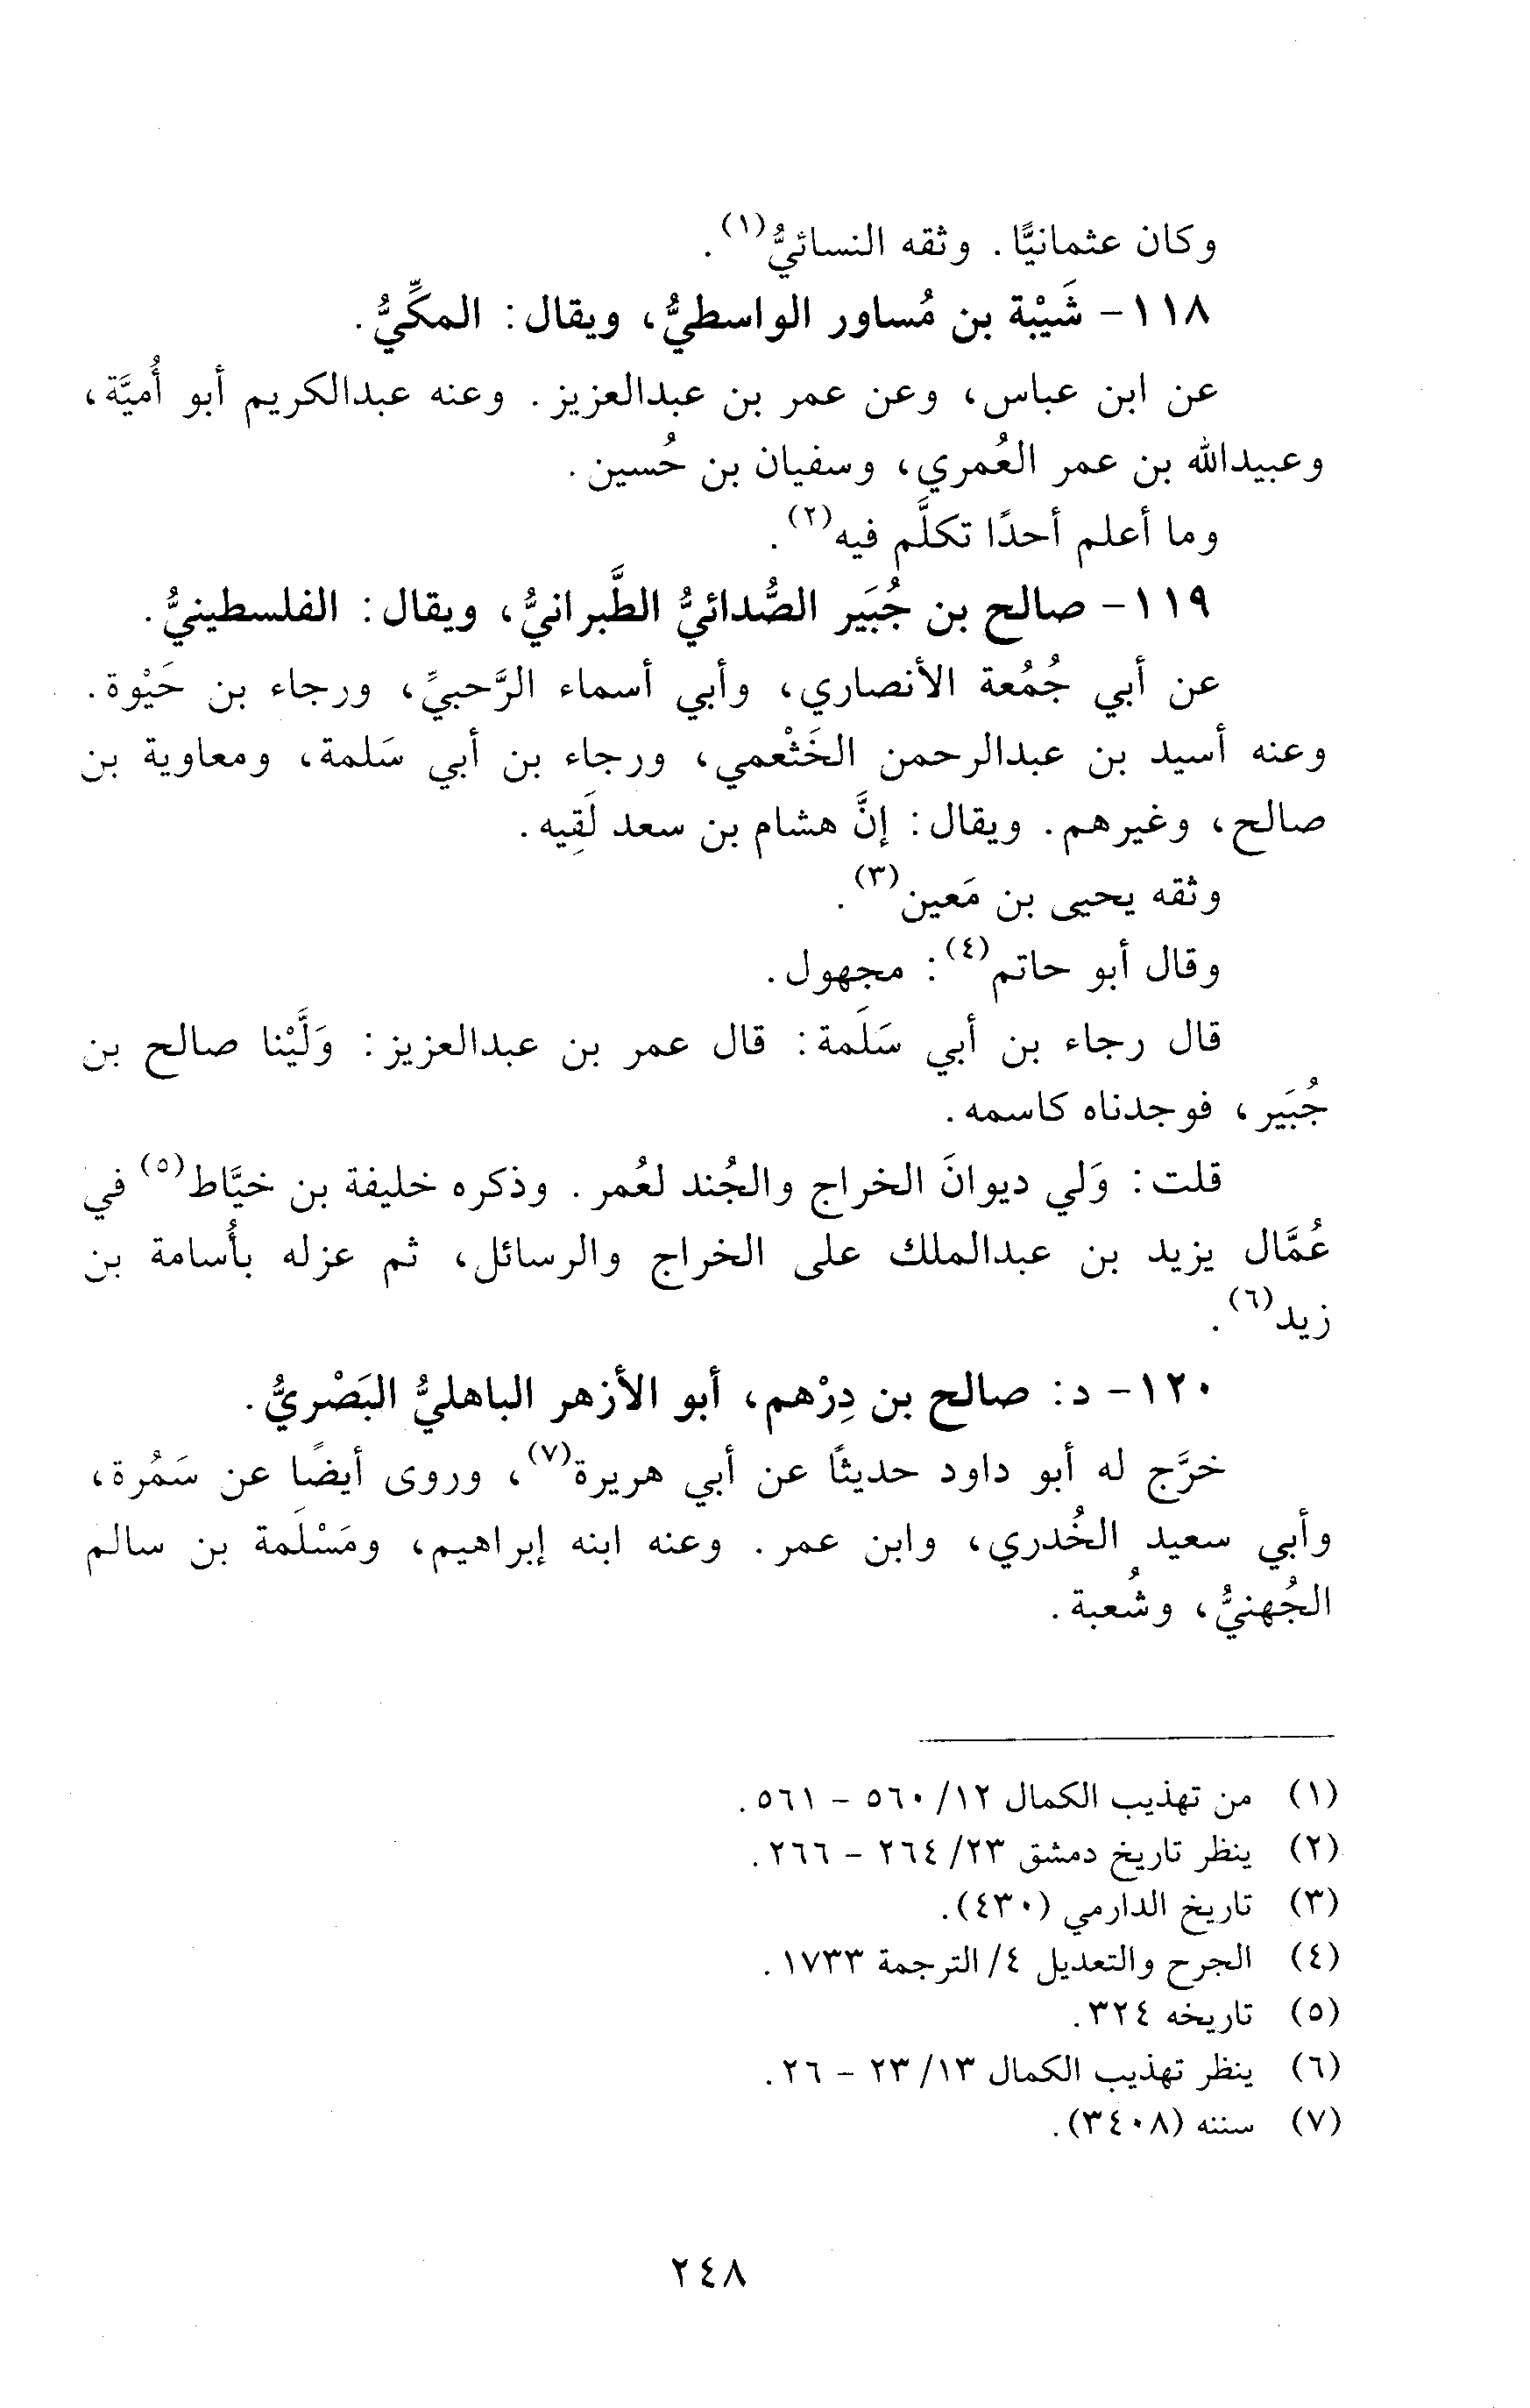 وكان عثمانيًّا. وثقه النسائيُّ(١).
١١٨- شَيْبة بن مُساور الواسطيُّ، ويقال: المكِّيُّ.
عن ابن عباس، وعن عمر بن عبدالعزيز. وعنه عبدالكريم أبو أُميَّة،
وعبيدالله بن عمر العُمري، وسفيان بن حُسين.
وما أعلم أحدًا تكلَّم فيه(٢).
١١٩- صالح بن جُبَير الصُّدائيُّ الطَّبرانيُّ، ويقال: الفلسطينيُّ.
عن أبي جُمُعة الأنصاري، وأبي أسماء الرَّحبيِّ، ورجاء بن حَيْوة.
وعنه أسيد بن عبدالرحمن الخَثْعمي، ورجاء بن أبي سَلمة، ومعاوية بن
صالح، وغيرهم. ويقال: إنَّ هشام بن سعد لَقِيه.
وثقه يحيى بن مَعين(٣).
وقال أبو حاتم(٤): مجهول.
قال رجاء بن أبي سَلَمة: قال عمر بن عبدالعزيز: وَلَّيْنا صالح بن
جُبَير، فوجدناه كاسمه.
قلت: وَلي ديوانَ الخراج والجُند لعُمر. وذكره خليفة بن خيَّاط(٥) في
عُمَّال يزيد بن عبدالملك على الخراج والرسائل، ثم عزله بأُسامة بن
زيد(٦).
١٢٠- د: صالح بن دِرْهم، أبو الأزهر الباهليُّ البَصْريُّ.
خرَّج له أبو داود حديثًا عن أبي هريرة(٧)، وروى أيضًا عن سَمُرة،
وأبي سعيد الخُدري، وابن عمر. وعنه ابنه إبراهيم، ومَسْلَمة بن سالم
الجُهنيُّ، وشُعبة.
(١) من تهذيب الكمال ١٢/ ٥٦٠ - ٥٦١.
(٢) ينظر تاريخ دمشق ٢٣/ ٢٦٤ - ٢٦٦.
(٣) تاريخ الدارمي (٤٣٠).
(٤) الجرح والتعديل ٤/ الترجمة ١٧٣٣.
(٥) تاريخه ٣٢٤.
(٦) ينظر تهذيب الكمال ١٣/ ٢٣ - ٢٦.
(٧) سننه (٣٤٠٨).
٢٤٨